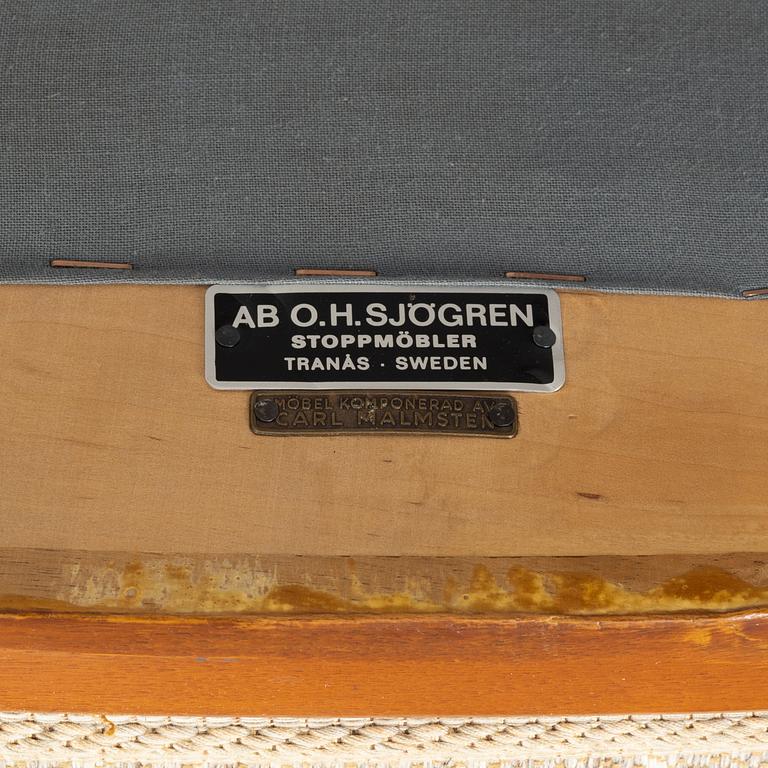 AB O.H.SJÖGREN
STOPPMÖBLER
TRANÅS · SWEDEN
MÖBEL KOMPONERAD AV
CARL MALMSTEN